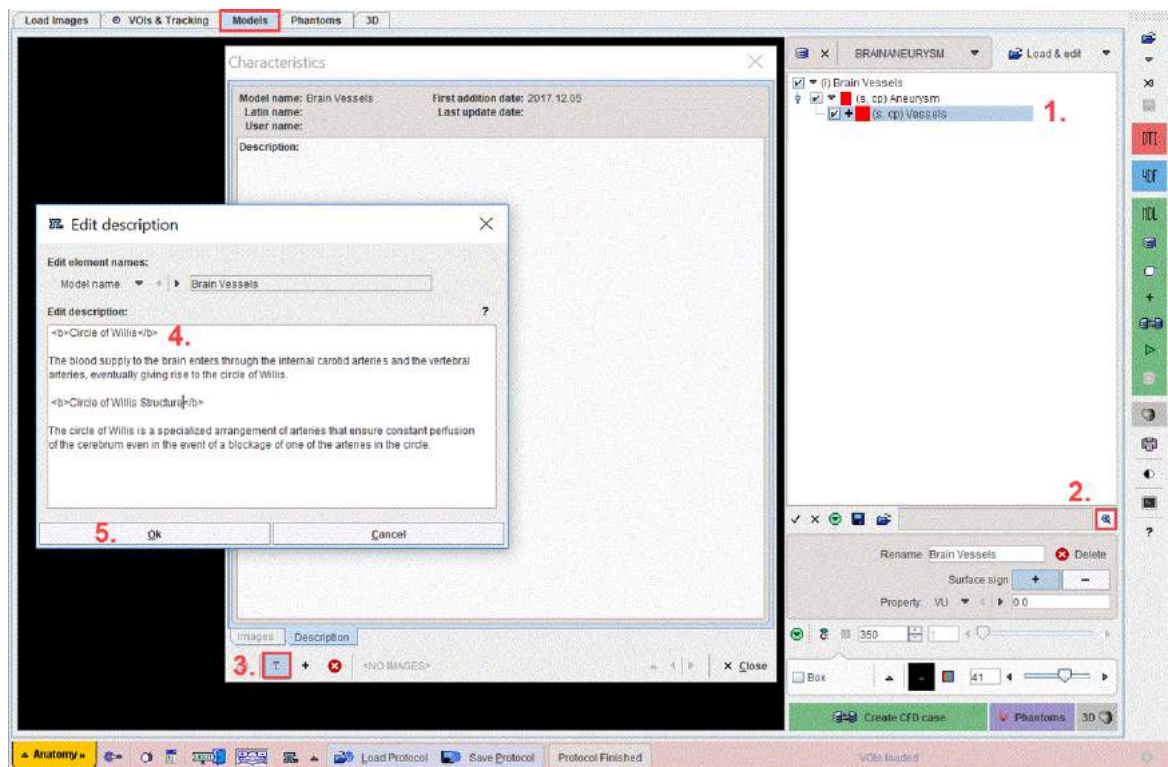 Load Images
VOIs & Tracking
Models
Phantoms
3D
Characteristics
Model name: Brain Vessels
First addition date: 2017.12.05
Latin name:
Last update date:
User name:
Description:
Edit description
Edit element names:
Model name
Brain Vessels
Edit description:
?
<b>Circle of Willis</b>
4.
The blood supply to the brain enters through the internal carotid arteries and the vertebral
arteries, eventually giving rise to the circle of Willis.
<b>Circle of Willis Structure</b>
The circle of Willis is a specialized arrangement of arteries that ensure constant perfusion
of the cerebrum even in the event of a blockage of one of the arteries in the circle.
5.
Ok
Cancel
Images
Description
3.
T
<NO IMAGES>
Close
BRAINANEURYSM
Load & edit
(i) Brain Vessels
(s, cp) Aneurysm
(s, cp) Vessels
1.
2.
Rename
Brain Vessels
Delete
Surface sign
+
−
Property:
VU
0.0
350
1
Box
41
Create CFD case
Phantoms
3D
DTI
4DF
MDL
?
Anatomy
Load Protocol
Save Protocol
Protocol Finished
VOIs loaded